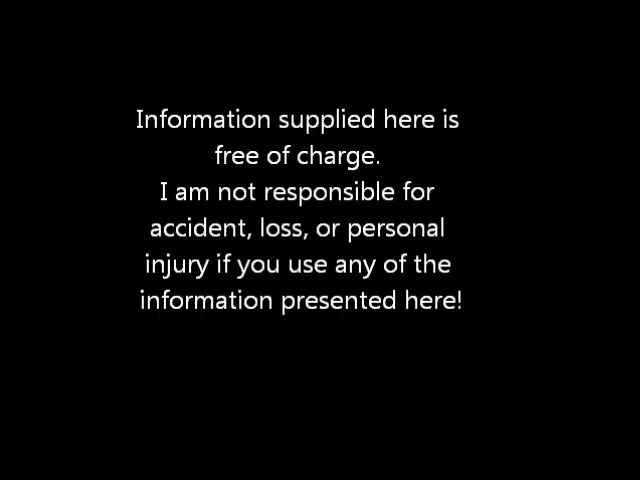 Information supplied here is
free of charge.
I am not responsible for
accident, loss, or personal
injury if you use any of the
information presented here!